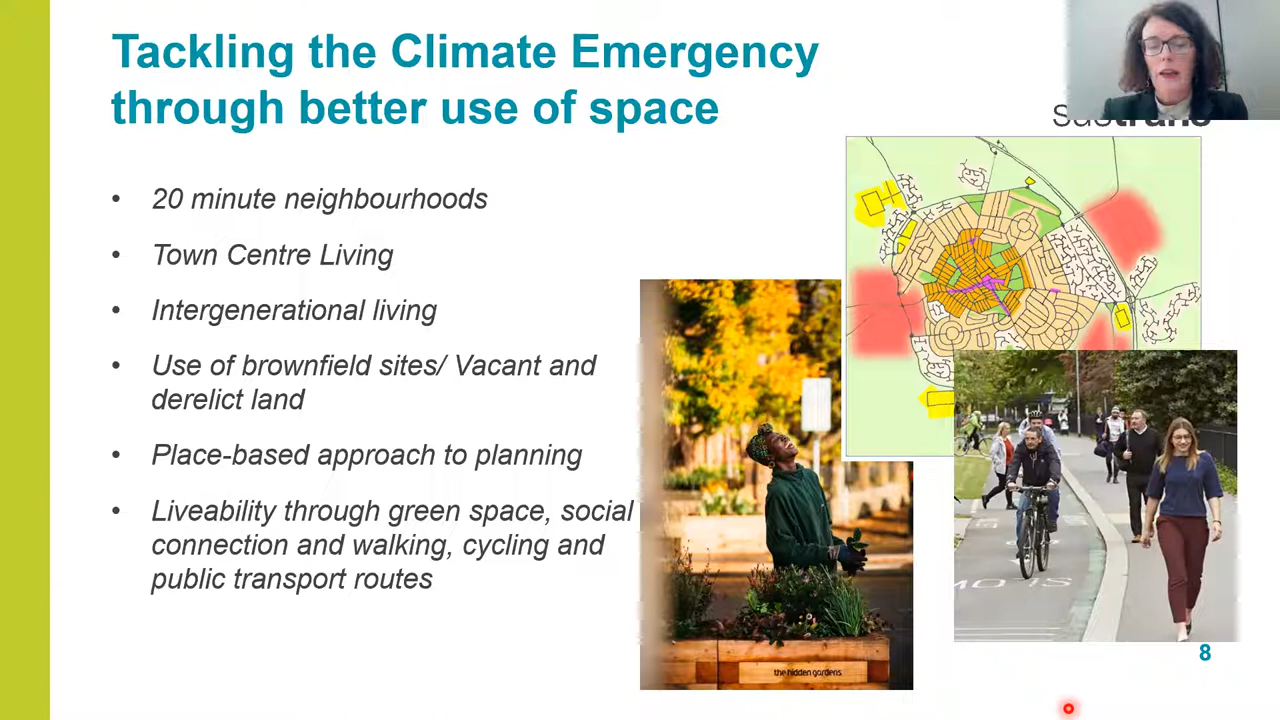 Tackling the Climate Emergency
through better use of space
• 20 minute neighbourhoods
• Town Centre Living
• Intergenerational living
• Use of brownfield sites/ Vacant and
derelict land
• Place-based approach to planning
• Liveability through green space, social
connection and walking, cycling and
public transport routes
the hidden gardens
SLOW
8